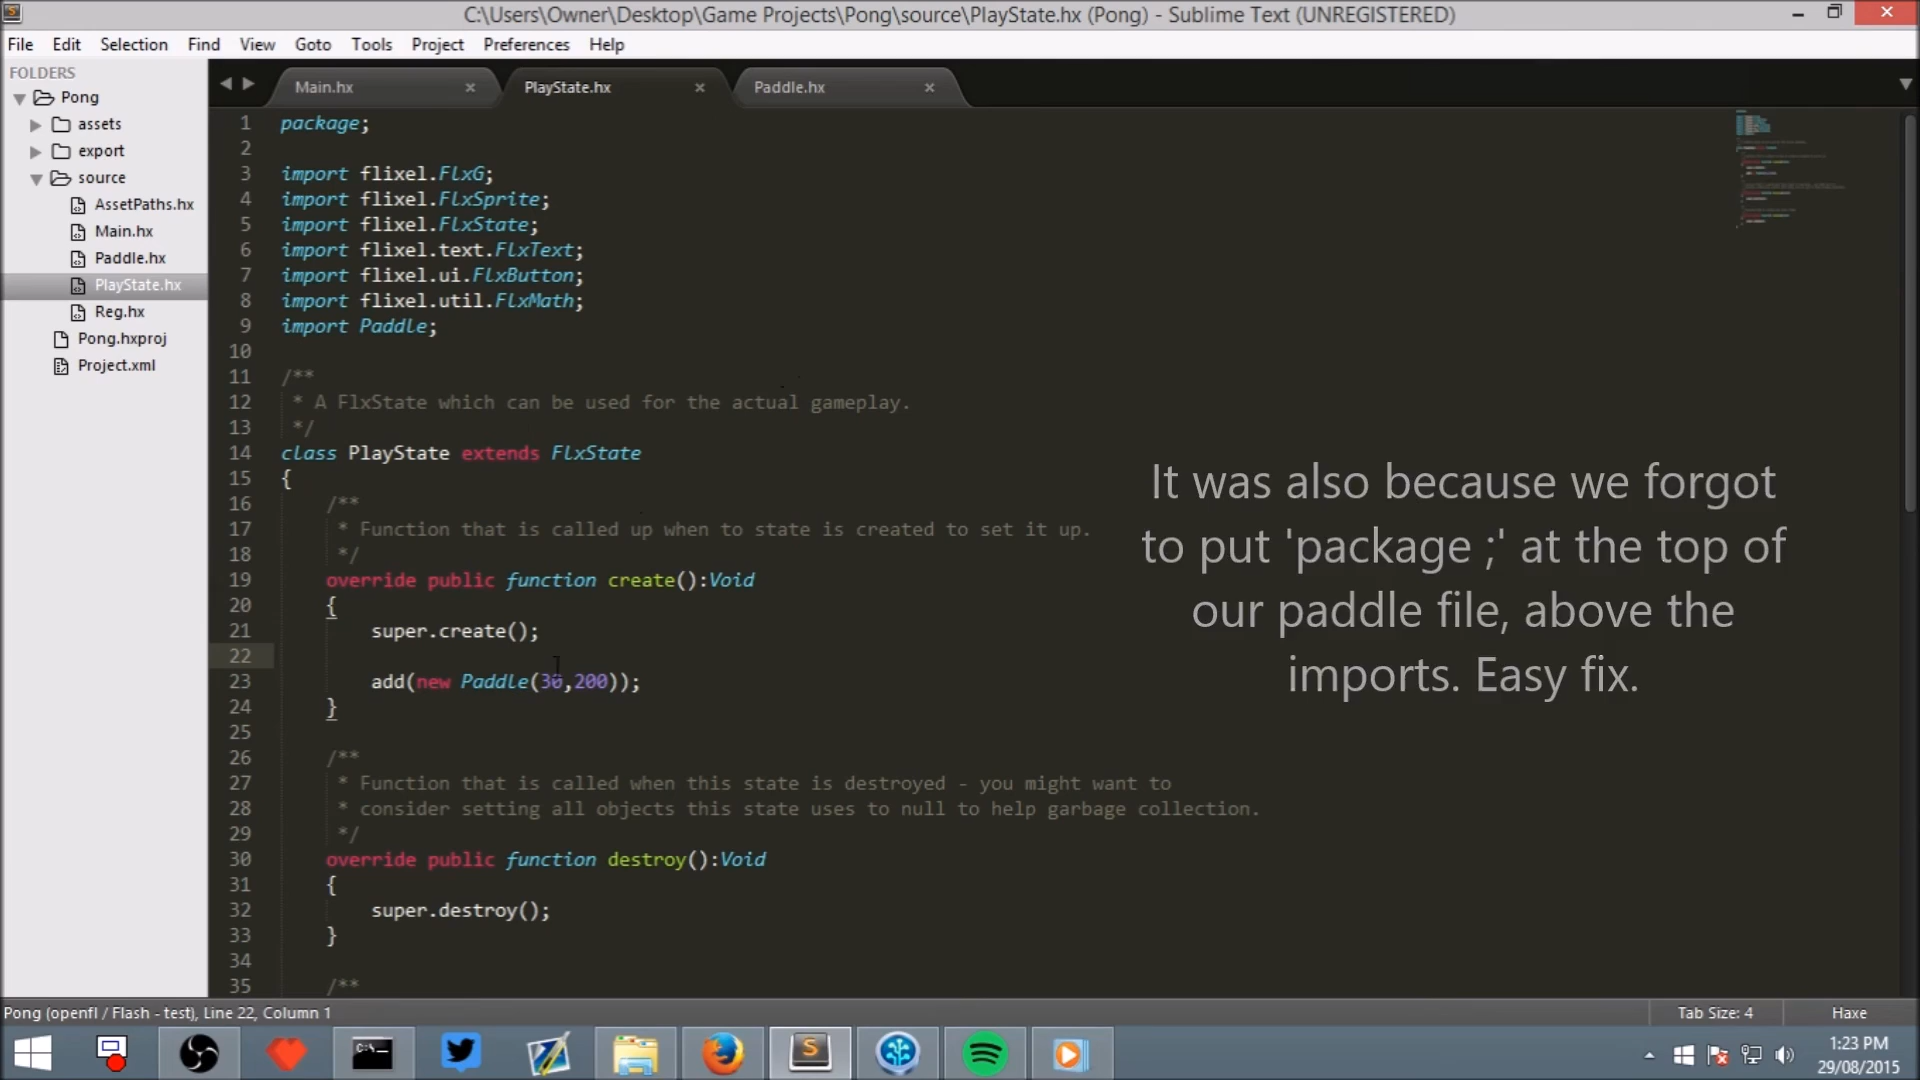 C:\Users\Owner\Desktop\Game Projects\Pong\source\PlayState.hx (Pong) - Sublime Text (UNREGISTERED)
File Edit Selection Find View Goto Tools Project Preferences Help
FOLDERS
Pong
assets
export
source
AssetPaths.hx
Main.hx
Paddle.hx
PlayState.hx
Reg.hx
Pong.hxproj
Project.xml
Main.hx PlayState.hx Paddle.hx
1 package;
2
3 import flixel.FlxG;
4 import flixel.FlxSprite;
5 import flixel.FlxState;
6 import flixel.text.FlxText;
7 import flixel.ui.FlxButton;
8 import flixel.util.FlxMath;
9 import Paddle;
10
11 /**
12 * A FlxState which can be used for the actual gameplay.
13 */
14 class PlayState extends FlxState
15 {
16 /**
17 * Function that is called up when to state is created to set it up.
18 */
19 override public function create():Void
20 {
21 super.create();
22
23 add(new Paddle(30,200));
24 }
25
26 /**
27 * Function that is called when this state is destroyed - you might want to
28 * consider setting all objects this state uses to null to help garbage collection.
29 */
30 override public function destroy():Void
31 {
32 super.destroy();
33 }
34
35 /**
It was also because we forgot
to put 'package ;' at the top of
our paddle file, above the
imports. Easy fix.
Pong (openfl / Flash - test), Line 22, Column 1
Tab Size: 4
Haxe
1:23 PM
29/08/2015